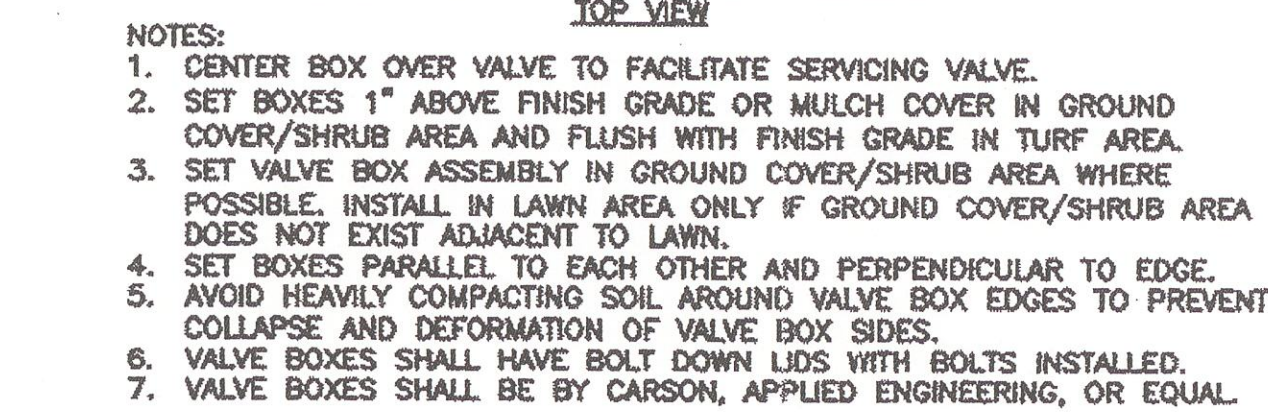 TOP VIEW
NOTES:
1. CENTER BOX OVER VALVE TO FACILITATE SERVICING VALVE.
2. SET BOXES 1" ABOVE FINISH GRADE OR MULCH COVER IN GROUND
COVER/SHRUB AREA AND FLUSH WITH FINISH GRADE IN TURF AREA.
3. SET VALVE BOX ASSEMBLY IN GROUND COVER/SHRUB AREA WHERE
POSSIBLE. INSTALL IN LAWN AREA ONLY IF GROUND COVER/SHRUB AREA
DOES NOT EXIST ADJACENT TO LAWN.
4. SET BOXES PARALLEL TO EACH OTHER AND PERPENDICULAR TO EDGE.
5. AVOID HEAVILY COMPACTING SOIL AROUND VALVE BOX EDGES TO PREVENT
COLLAPSE AND DEFORMATION OF VALVE BOX SIDES.
6. VALVE BOXES SHALL HAVE BOLT DOWN LIDS WITH BOLTS INSTALLED.
7. VALVE BOXES SHALL BE BY CARSON, APPLIED ENGINEERING, OR EQUAL